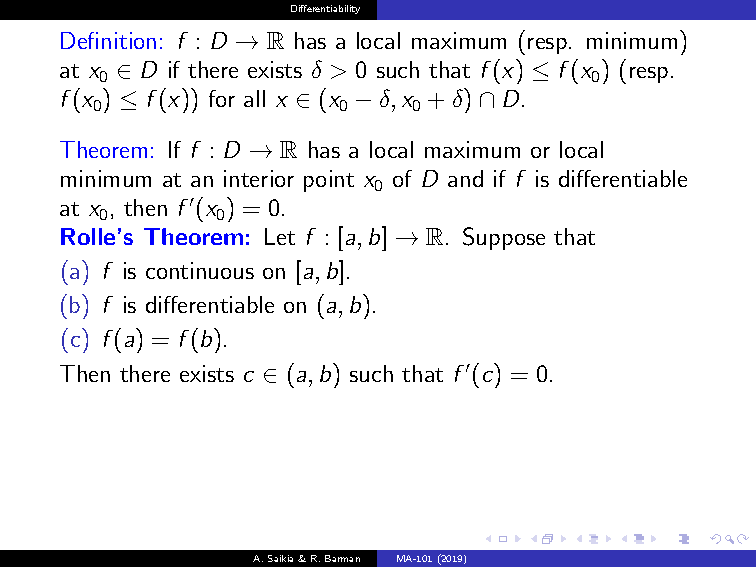 Differentiability
Definition: f : D → ℝ has a local maximum (resp. minimum)
at x₀ ∈ D if there exists δ > 0 such that f(x) ≤ f(x₀) (resp.
f(x₀) ≤ f(x)) for all x ∈ (x₀ − δ, x₀ + δ) ∩ D.
Theorem: If f : D → ℝ has a local maximum or local
minimum at an interior point x₀ of D and if f is differentiable
at x₀, then f′(x₀) = 0.
Rolle's Theorem: Let f : [a, b] → ℝ. Suppose that
(a) f is continuous on [a, b].
(b) f is differentiable on (a, b).
(c) f(a) = f(b).
Then there exists c ∈ (a, b) such that f′(c) = 0.
A. Saikia & R. Barman MA-101 (2019)